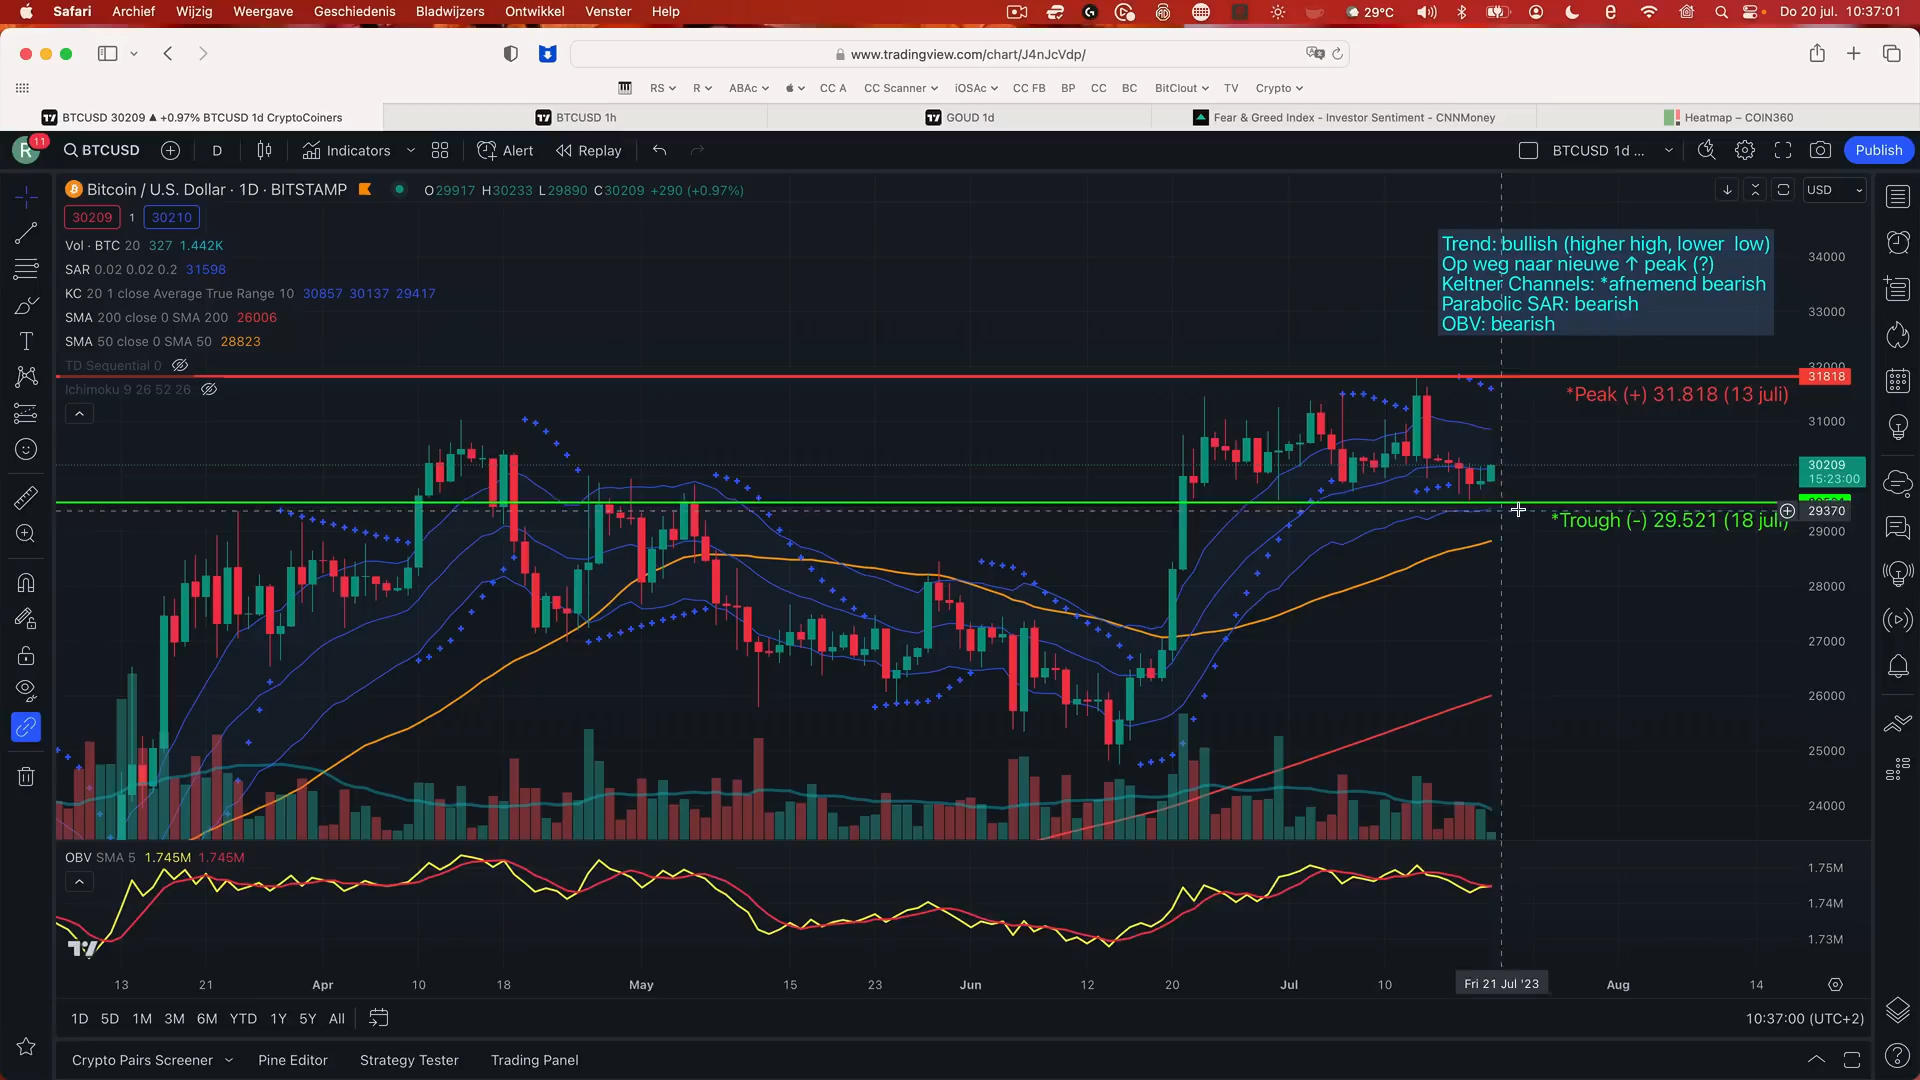 Safari Archief Wijzig Weergave Geschiedenis Bladwijzers Ontwikkel Venster Help 29°C Do 20 jul. 10:37:01
www.tradingview.com/chart/J4nJcVdp/
RS R ABAc CC A CC Scanner iOSAc CC FB BP CC BC BitClout TV Crypto
BTCUSD 30209 ▲ +0.97% BTCUSD 1d CryptoCoiners BTCUSD 1h GOUD 1d Fear & Greed Index - Investor Sentiment - CNNMoney Heatmap – COIN360
R 11 BTCUSD D Indicators Alert Replay BTCUSD 1d ... Publish
Bitcoin / U.S. Dollar · 1D · BITSTAMP O29917 H30233 L29890 C30209 +290 (+0.97%) USD
30209 1 30210
Vol · BTC 20 327 1.442K
SAR 0.02 0.02 0.2 31598
KC 20 1 close Average True Range 10 30857 30137 29417
SMA 200 close 0 SMA 200 26006
SMA 50 close 0 SMA 50 28823
TD Sequential 0
Ichimoku 9 26 52 26
Trend: bullish (higher high, lower low)
Op weg naar nieuwe ↑ peak (?)
Keltner Channels: *afnemend bearish
Parabolic SAR: bearish
OBV: bearish
34000
33000
32000
31818
*Peak (+) 31.818 (13 juli)
31000
30209
15:23:00
29370
*Trough (-) 29.521 (18 juli)
29000
28000
27000
26000
25000
24000
OBV SMA 5 1.745M 1.745M
1.75M
1.74M
1.73M
13 21 Apr 10 18 May 15 23 Jun 12 20 Jul 10 Fri 21 Jul '23 Aug 14
1D 5D 1M 3M 6M YTD 1Y 5Y All 10:37:00 (UTC+2)
Crypto Pairs Screener Pine Editor Strategy Tester Trading Panel